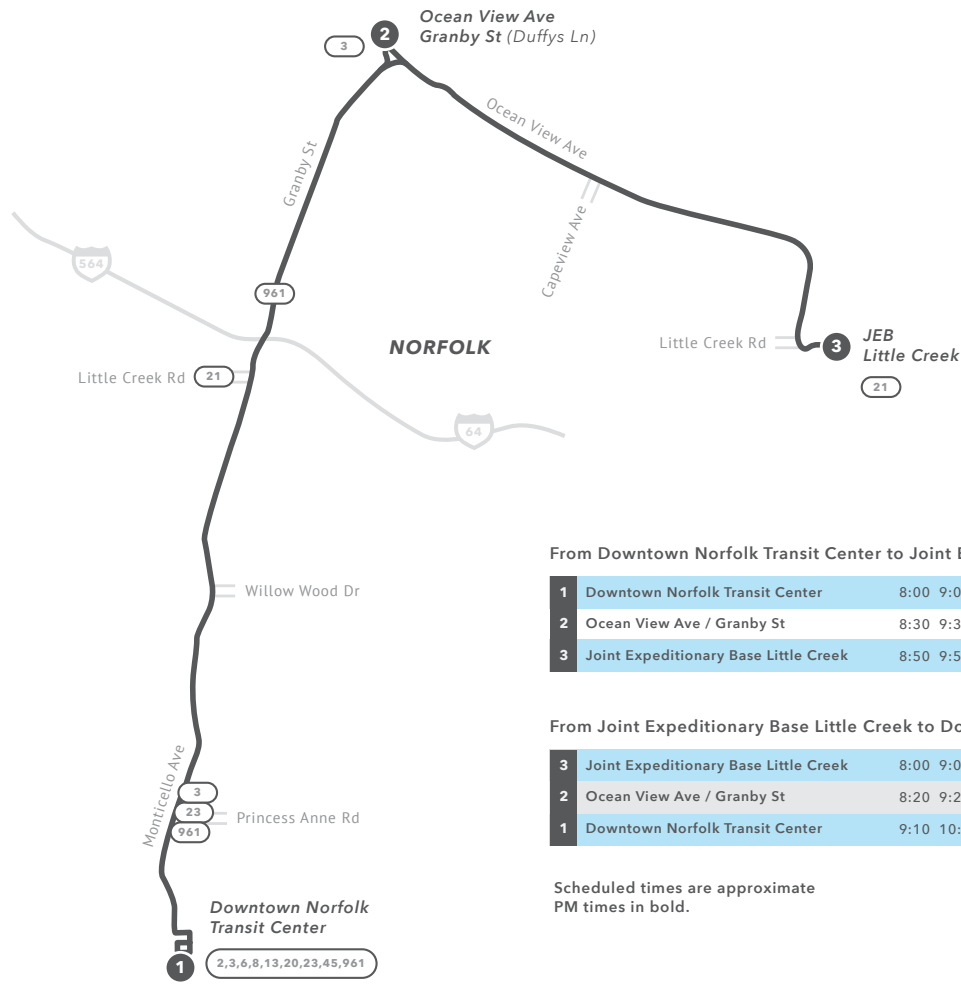 Ocean View Ave
Granby St (Duffys Ln)
2
3
Ocean View Ave
Granby St
Capeview Ave
564
961
NORFOLK
Little Creek Rd
3
JEB
Little Creek
21
Little Creek Rd
21
64
Willow Wood Dr
Monticello Ave
3
23
961
Princess Anne Rd
Downtown Norfolk
Transit Center
1
2,3,6,8,13,20,23,45,961
From Downtown Norfolk Transit Center to Joint
1 Downtown Norfolk Transit Center 8:00
2 Ocean View Ave / Granby St 8:30
3 Joint Expeditionary Base Little Creek 8:50
From Joint Expeditionary Base Little Creek to
3 Joint Expeditionary Base Little Creek 8:00
2 Ocean View Ave / Granby St 8:20
1 Downtown Norfolk Transit Center 9:10
Scheduled times are approximate
PM times in bold.